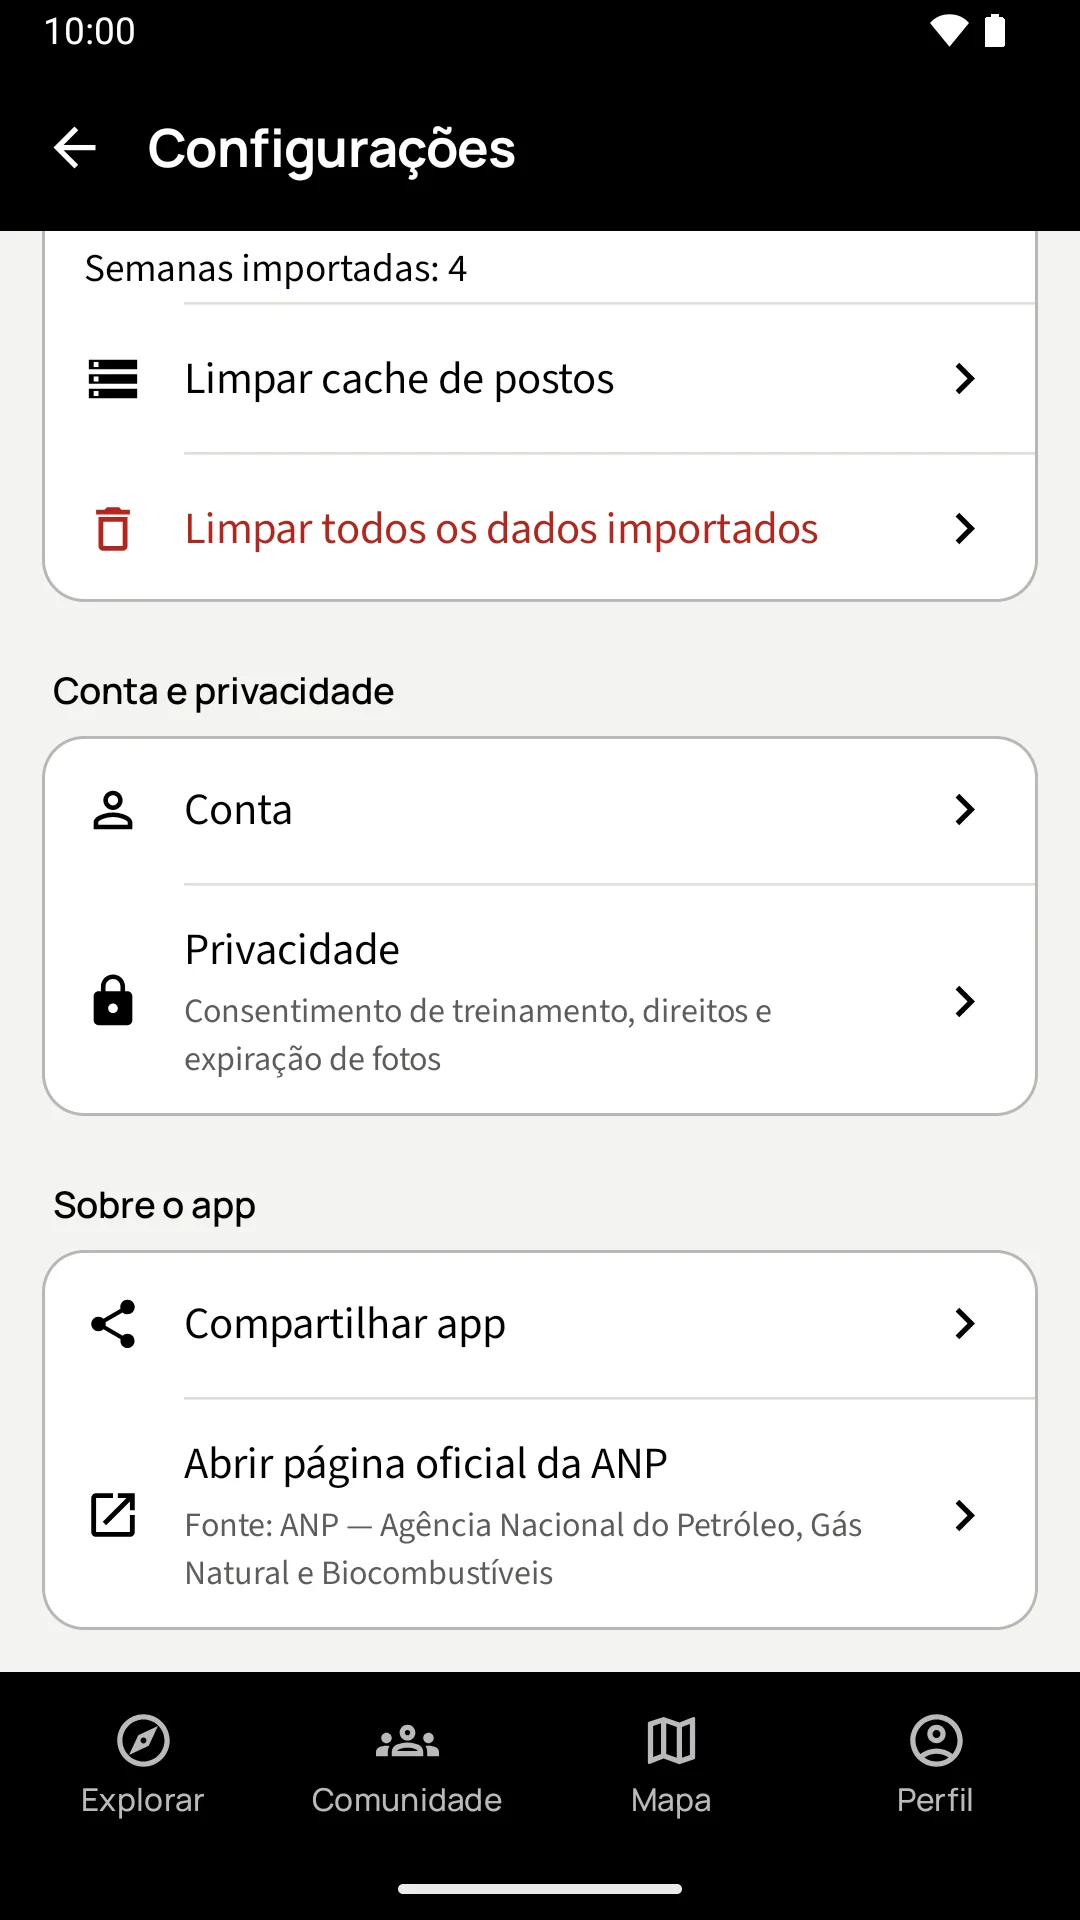 10:00
Configurações
Semanas importadas: 4
Limpar cache de postos
Limpar todos os dados importados
Conta e privacidade
Conta
Privacidade
Consentimento de treinamento, direitos e
expiração de fotos
Sobre o app
Compartilhar app
Abrir página oficial da ANP
Fonte: ANP — Agência Nacional do Petróleo, Gás
Natural e Biocombustíveis
Explorar
Comunidade
Mapa
Perfil